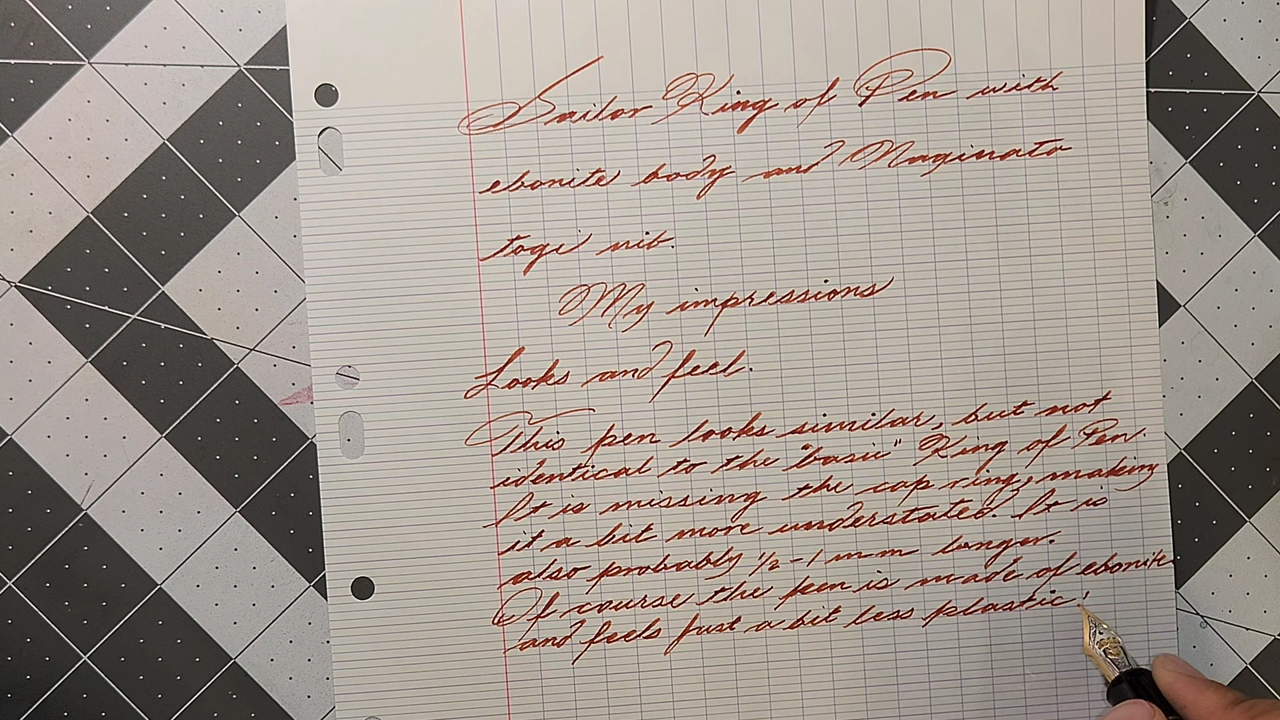 Sailor King of Pen with
ebonite body and Naginata
togi nib.
My impressions
Looks and feel.
This pen looks similar, but not
identical to the "basic" King of Pen.
It is missing the cap ring, making
it a bit more understated. It is
also probably 1/2-1 mm longer.
Of course the pen is made of ebonite
and feels just a bit less plastic'